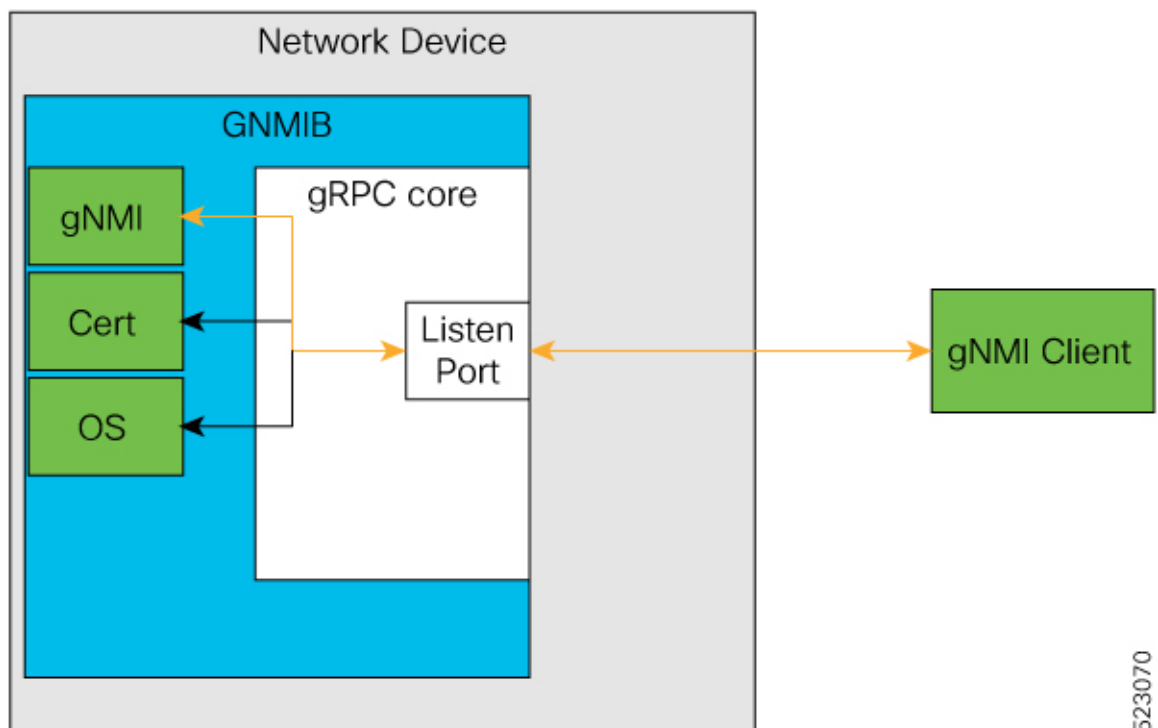 Network Device
GNMIB
gNMI
gRPC core
Cert
Listen
Port
gNMI Client
OS
523070